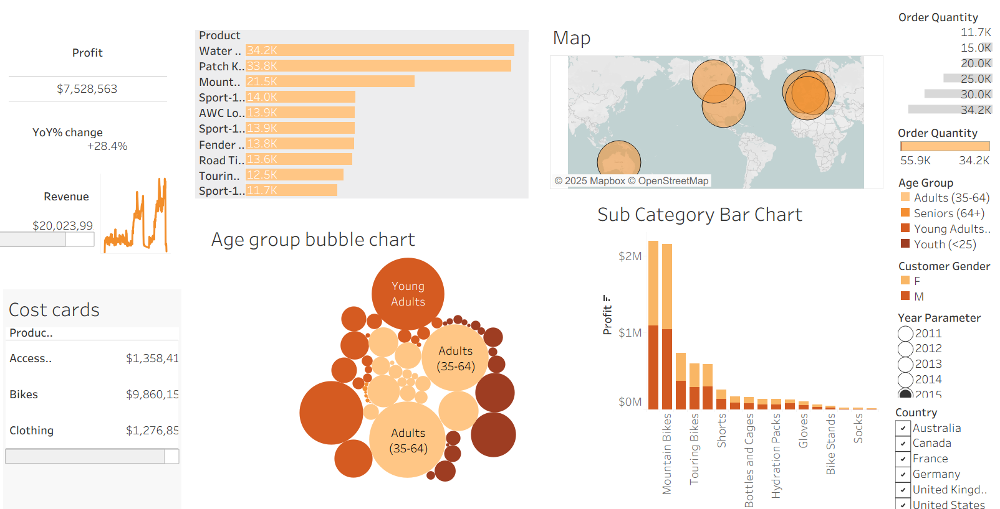 Profit
$7,528,563
YoY% change
+28.4%
Revenue
$20,023,99
Cost cards
Produc..
Access.. $1,358,41
Bikes $9,860,15
Clothing $1,276,85
Product
Water .. 34.2K
Patch K.. 33.8K
Mount.. 21.5K
Sport-1.. 14.0K
AWC Lo.. 13.9K
Sport-1.. 13.9K
Fender .. 13.8K
Road Ti.. 13.6K
Tourin.. 12.5K
Sport-1.. 11.7K
Age group bubble chart
Young
Adults
Adults
(35-64)
Adults
(35-64)
Map
© 2025 Mapbox © OpenStreetMap
Sub Category Bar Chart
Profit
$2M
$1M
$0M
Mountain Bikes
Touring Bikes
Shorts
Bottles and Cages
Hydration Packs
Gloves
Bike Stands
Socks
Order Quantity
11.7K
15.0K
20.0K
25.0K
30.0K
34.2K
Order Quantity
55.9K 34.2K
Age Group
Adults (35-64)
Seniors (64+)
Young Adults..
Youth (<25)
Customer Gender
F
M
Year Parameter
2011
2012
2013
2014
2015
Country
Australia
Canada
France
Germany
United Kingd..
United States